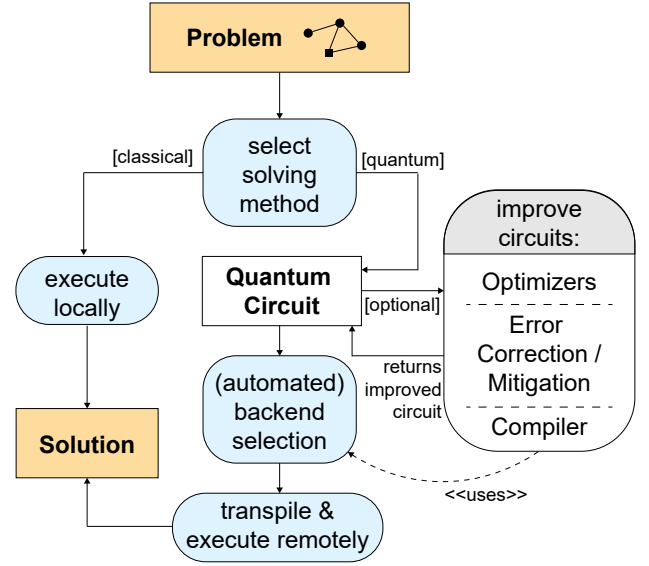 Problem
select
solving
method
[classical]
[quantum]
execute
locally
Quantum
Circuit
[optional]
improve
circuits:
Optimizers
Error
Correction /
Mitigation
Compiler
returns
improved
circuit
(automated)
backend
selection
<<uses>>
Solution
transpile &
execute remotely